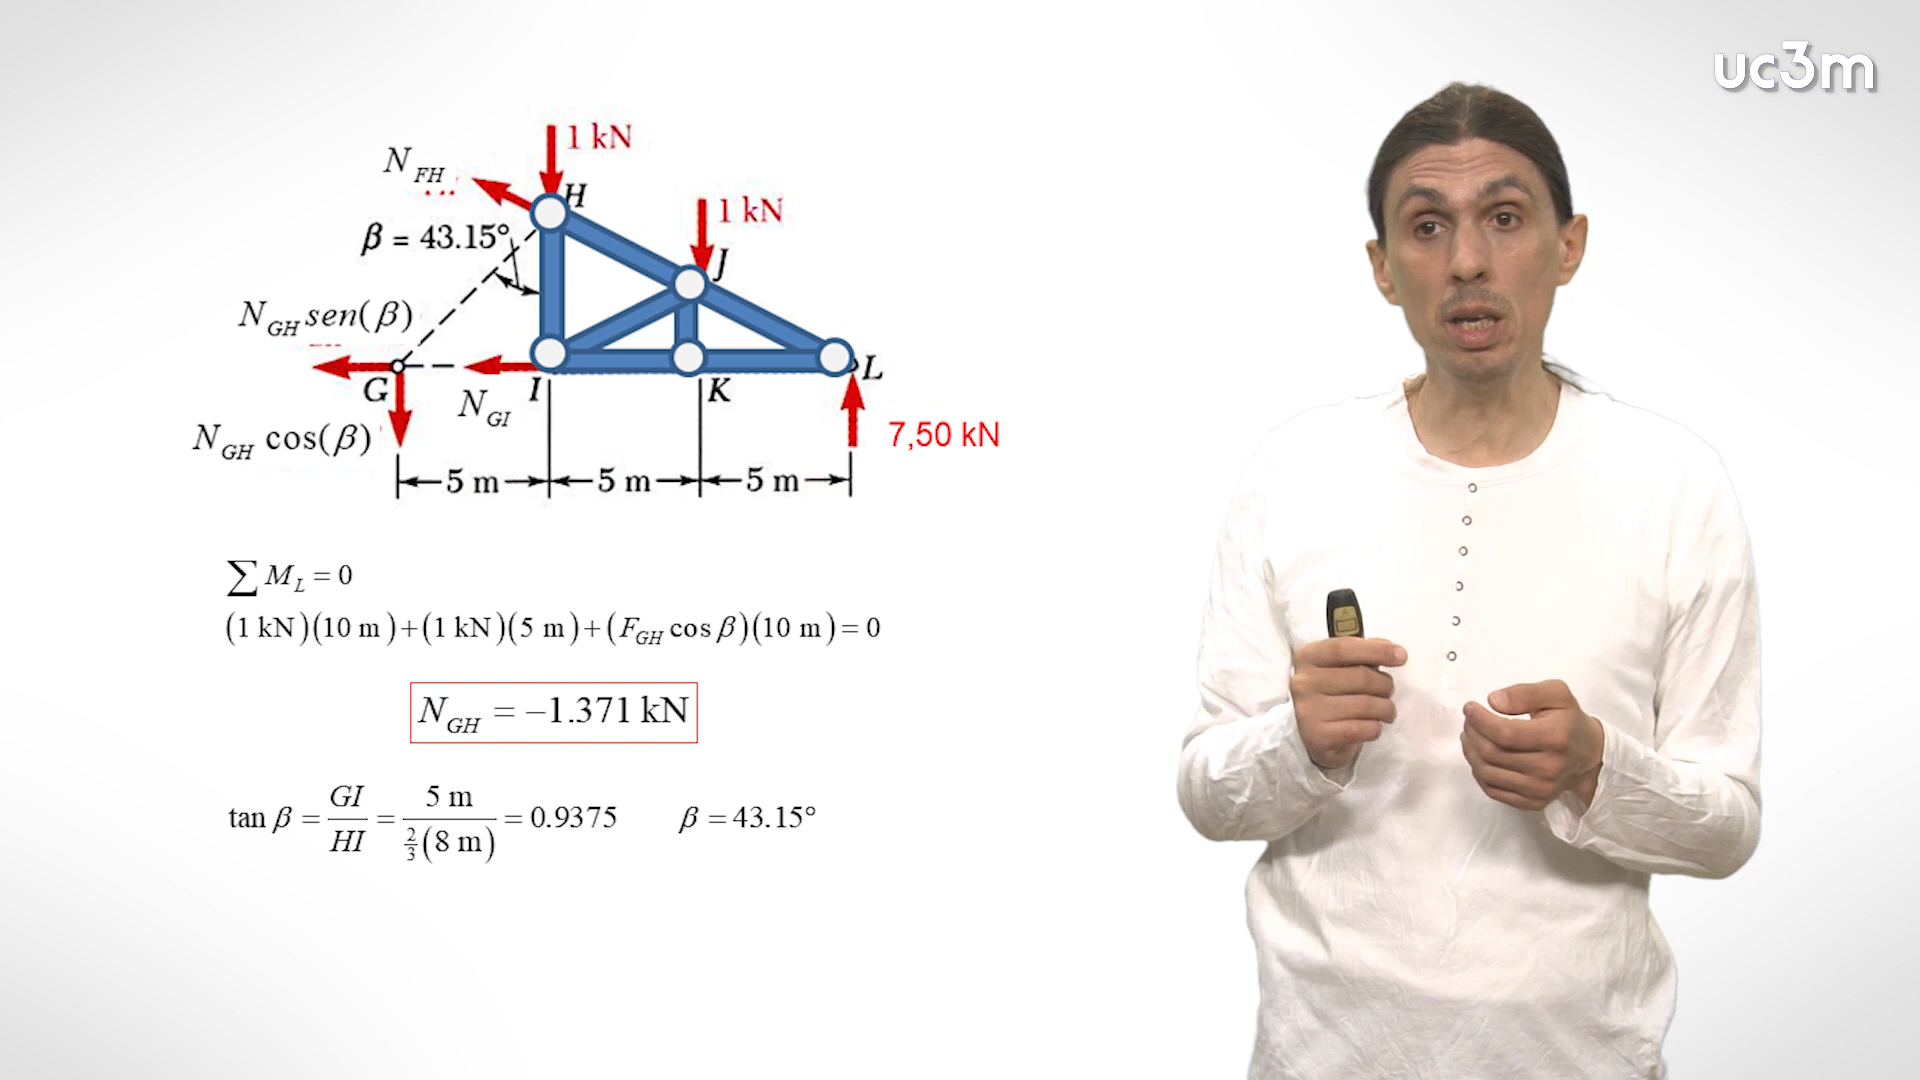 uc3m
1 kN
N_FH
H
1 kN
β = 43.15°
J
N_GH sen(β)
G
N_GI
I
K
L
N_GH cos(β)
7,50 kN
5 m
5 m
5 m
∑ M_L = 0
(1 kN)(10 m)+(1 kN)(5 m)+(F_GH cos β)(10 m)= 0
N_GH = −1.371 kN
tan β = GI/HI = 5 m / (2/3 (8 m)) = 0.9375 β = 43.15°